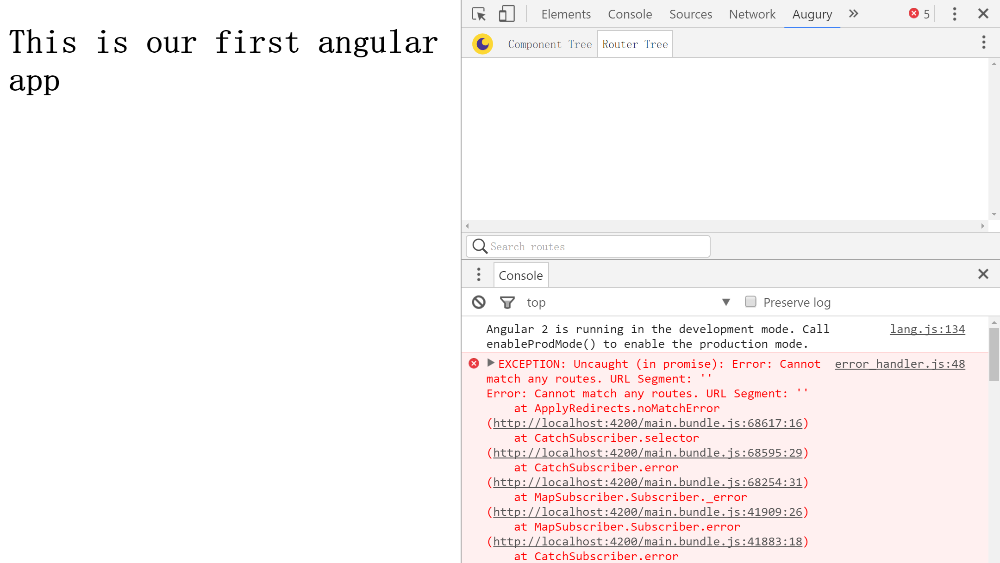 This is our first angular
app
Elements Console Sources Network Augury 5
Component Tree Router Tree
Search routes
Console
top Preserve log
Angular 2 is running in the development mode. Call lang.js:134
enableProdMode() to enable the production mode.
EXCEPTION: Uncaught (in promise): Error: Cannot error_handler.js:48
match any routes. URL Segment: ''
Error: Cannot match any routes. URL Segment: ''
at ApplyRedirects.noMatchError
(http://localhost:4200/main.bundle.js:68617:16)
at CatchSubscriber.selector
(http://localhost:4200/main.bundle.js:68595:29)
at CatchSubscriber.error
(http://localhost:4200/main.bundle.js:68254:31)
at MapSubscriber.Subscriber._error
(http://localhost:4200/main.bundle.js:41909:26)
at MapSubscriber.Subscriber.error
(http://localhost:4200/main.bundle.js:41883:18)
at CatchSubscriber.error